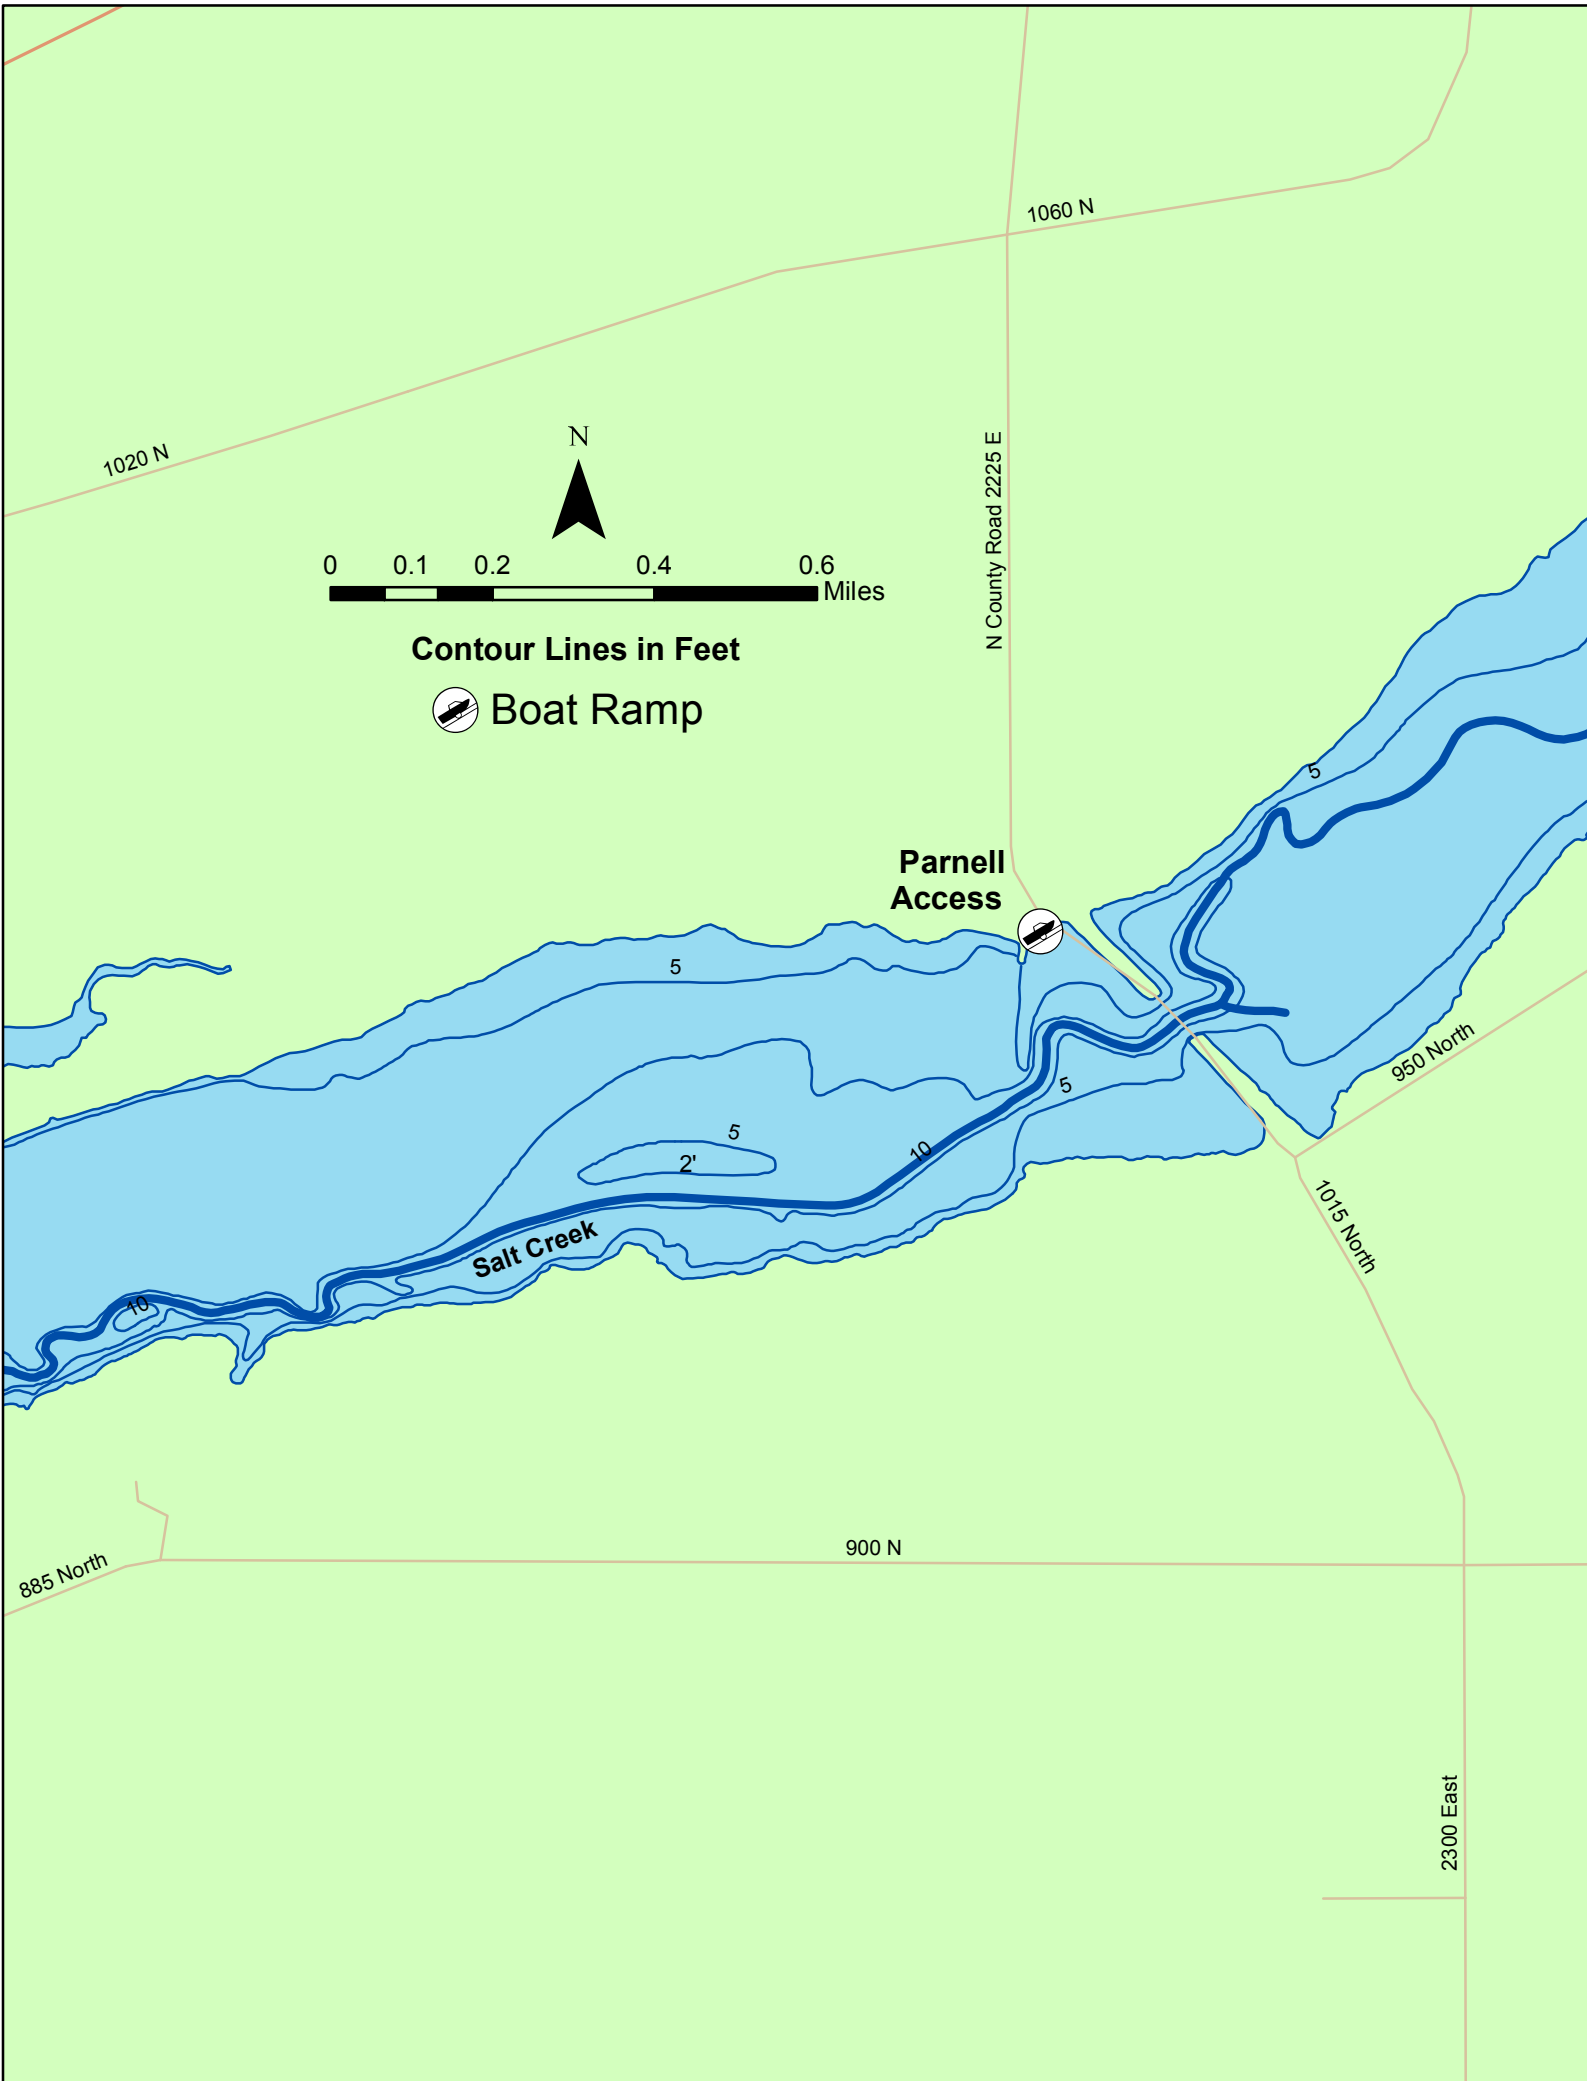 1060 N
1020 N
N
0 0.1 0.2 0.4 0.6
Miles
N County Road 2225 E
Contour Lines in Feet
Boat Ramp
5
Parnell
Access
5
950 North
5
5
10
2'
1015 North
Salt Creek
10
900 N
885 North
2300 East